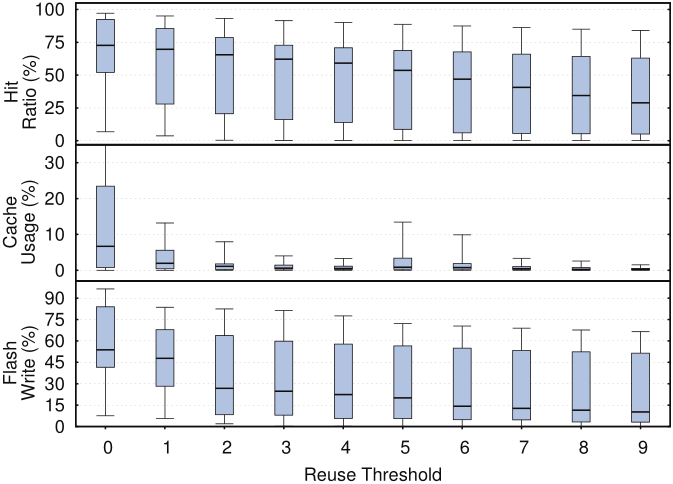 Hit
Ratio (%)
100
75
50
25
0
Cache
Usage (%)
30
20
10
0
Flash
Write (%)
90
75
60
45
30
15
0
0 1 2 3 4 5 6 7 8 9
Reuse Threshold